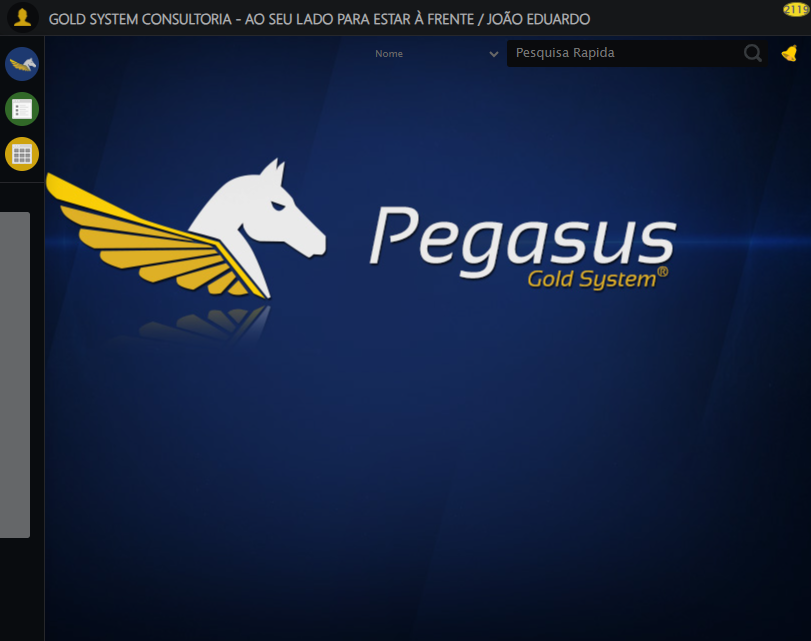 GOLD SYSTEM CONSULTORIA - AO SEU LADO PARA ESTAR À FRENTE / JOÃO EDUARDO
2119
Nome
Pesquisa Rapida
Pegasus
Gold System®